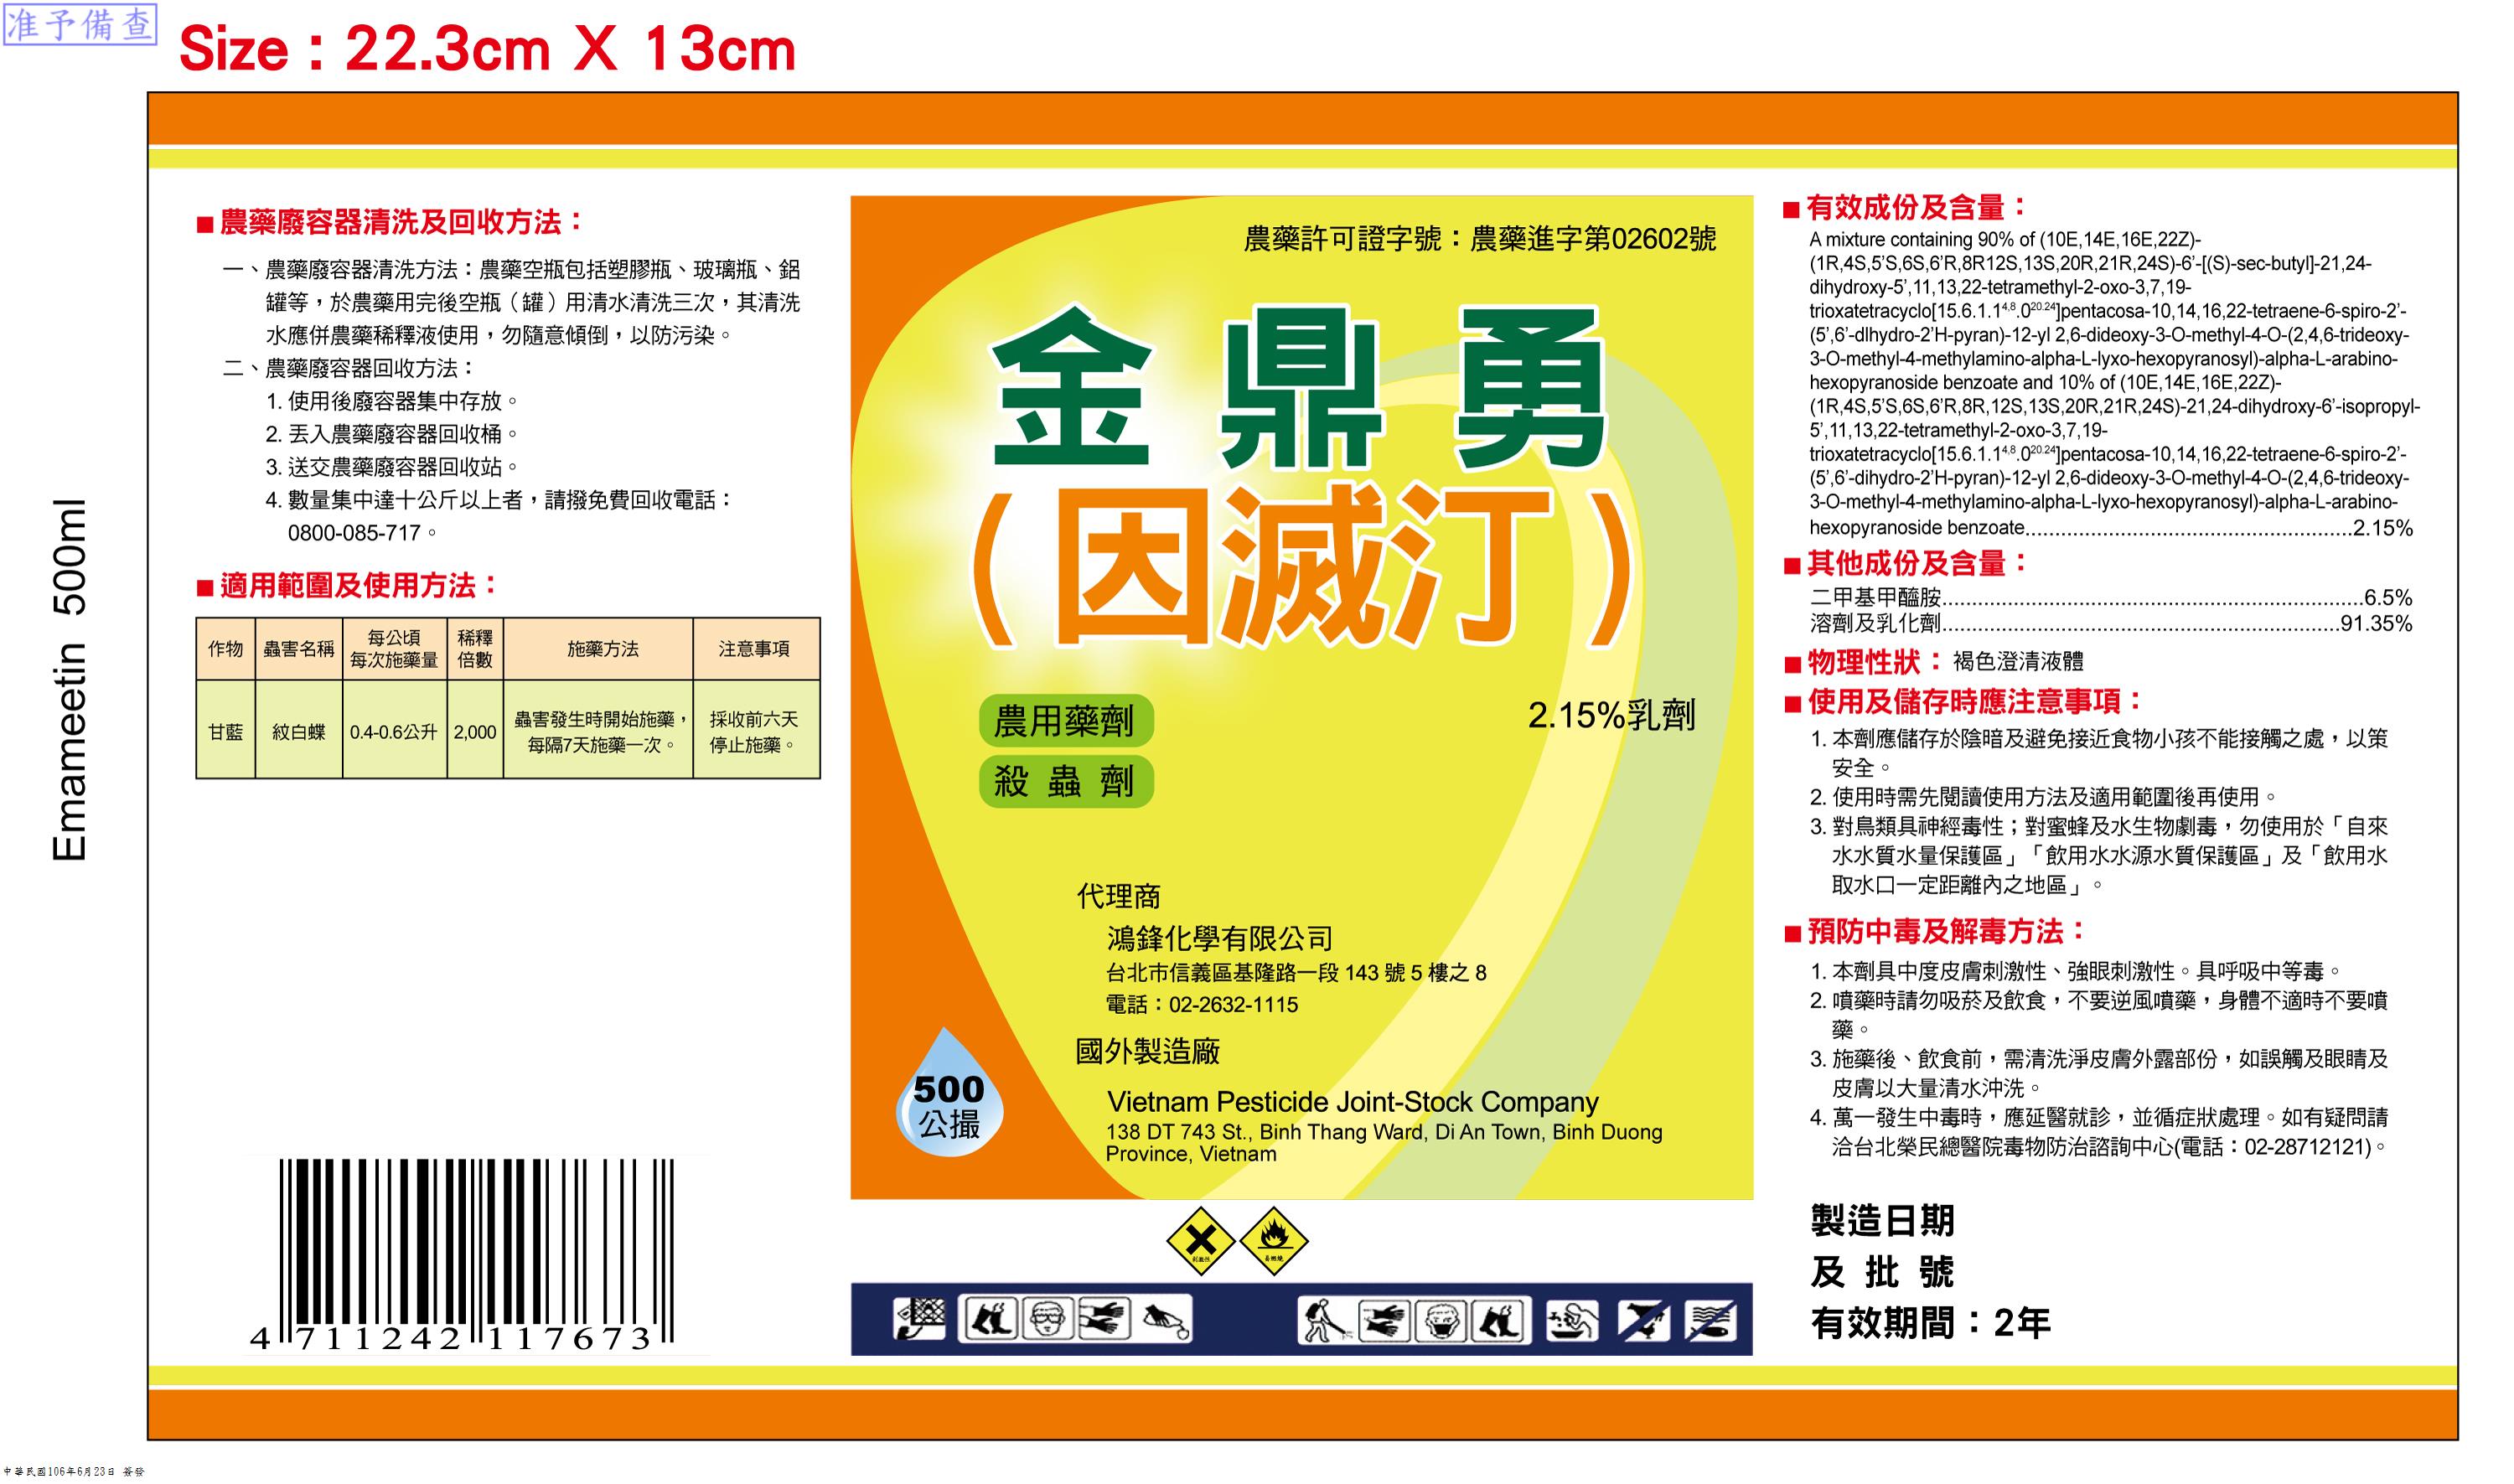 准予備查
Size：22.3cm X 13cm
Emameetin 500ml
■農藥廢容器清洗及回收方法：
一、農藥廢容器清洗方法：農藥空瓶包括塑膠瓶、玻璃瓶、鋁
罐等，於農藥用完後空瓶（罐）用清水清洗三次，其清洗
水應併農藥稀釋液使用，勿隨意傾倒，以防污染。
二、農藥廢容器回收方法：
1. 使用後廢容器集中存放。
2. 丟入農藥廢容器回收桶。
3. 送交農藥廢容器回收站。
4. 數量集中達十公斤以上者，請撥免費回收電話：
0800-085-717。
■適用範圍及使用方法：
作物 蟲害名稱 每公頃 每次施藥量 稀釋 倍數 施藥方法 注意事項
甘藍 紋白蝶 0.4-0.6公升 2,000 蟲害發生時開始施藥， 每隔7天施藥一次。 採收前六天 停止施藥。
4 711242 117673
農藥許可證字號：農藥進字第02602號
金鼎勇
（因滅汀）
農用藥劑
2.15%乳劑
殺蟲劑
代理商
鴻鋒化學有限公司
台北市信義區基隆路一段 143 號 5 樓之 8
電話：02-2632-1115
國外製造廠
Vietnam Pesticide Joint-Stock Company
138 DT 743 St., Binh Thang Ward, Di An Town, Binh Duong
Province, Vietnam
500
公撮
刺激性
易燃燒
■有效成份及含量：
A mixture containing 90% of (10E,14E,16E,22Z)-
(1R,4S,5'S,6S,6'R,8R12S,13S,20R,21R,24S)-6'-[(S)-sec-butyl]-21,24-
dihydroxy-5',11,13,22-tetramethyl-2-oxo-3,7,19-
trioxatetracyclo[15.6.1.1⁴·⁸.0²⁰·²⁴]pentacosa-10,14,16,22-tetraene-6-spiro-2'-
(5',6'-dlhydro-2'H-pyran)-12-yl 2,6-dideoxy-3-O-methyl-4-O-(2,4,6-trideoxy-
3-O-methyl-4-methylamino-alpha-L-lyxo-hexopyranosyl)-alpha-L-arabino-
hexopyranoside benzoate and 10% of (10E,14E,16E,22Z)-
(1R,4S,5'S,6S,6'R,8R,12S,13S,20R,21R,24S)-21,24-dihydroxy-6'-isopropyl-
5',11,13,22-tetramethyl-2-oxo-3,7,19-
trioxatetracyclo[15.6.1.1⁴·⁸.0²⁰·²⁴]pentacosa-10,14,16,22-tetraene-6-spiro-2'-
(5',6'-dihydro-2'H-pyran)-12-yl 2,6-dideoxy-3-O-methyl-4-O-(2,4,6-trideoxy-
3-O-methyl-4-methylamino-alpha-L-lyxo-hexopyranosyl)-alpha-L-arabino-
hexopyranoside benzoate......2.15%
■其他成份及含量：
二甲基甲醯胺......6.5%
溶劑及乳化劑......91.35%
■物理性狀：褐色澄清液體
■使用及儲存時應注意事項：
1. 本劑應儲存於陰暗及避免接近食物小孩不能接觸之處，以策
安全。
2. 使用時需先閱讀使用方法及適用範圍後再使用。
3. 對鳥類具神經毒性；對蜜蜂及水生物劇毒，勿使用於「自來
水水質水量保護區」「飲用水水源水質保護區」及「飲用水
取水口一定距離內之地區」。
■預防中毒及解毒方法：
1. 本劑具中度皮膚刺激性、強眼刺激性。具呼吸中等毒。
2. 噴藥時請勿吸菸及飲食，不要逆風噴藥，身體不適時不要噴
藥。
3. 施藥後、飲食前，需清洗淨皮膚外露部份，如誤觸及眼睛及
皮膚以大量清水沖洗。
4. 萬一發生中毒時，應延醫就診，並循症狀處理。如有疑問請
洽台北榮民總醫院毒物防治諮詢中心(電話：02-28712121)。
製造日期
及批號
有效期間：2年
中華民國106年6月23日 簽發